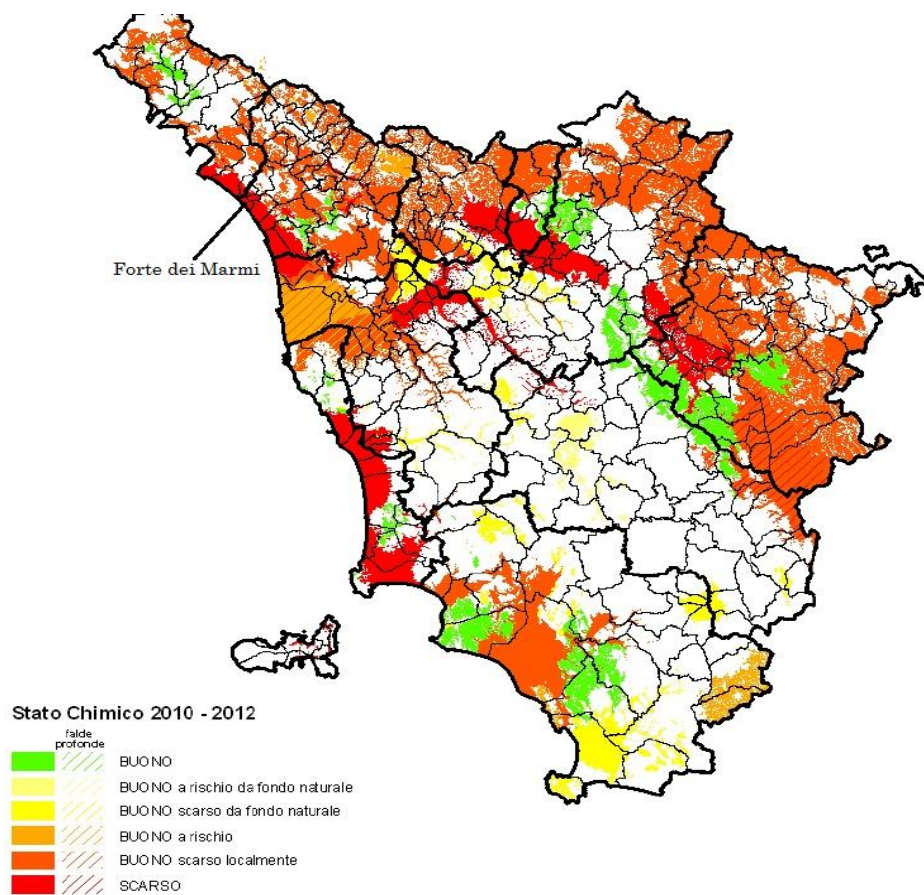 Forte dei Marmi
Stato Chimico 2010 - 2012
falde
profonde
BUONO
BUONO a rischio da fondo naturale
BUONO scarso da fondo naturale
BUONO a rischio
BUONO scarso localmente
SCARSO